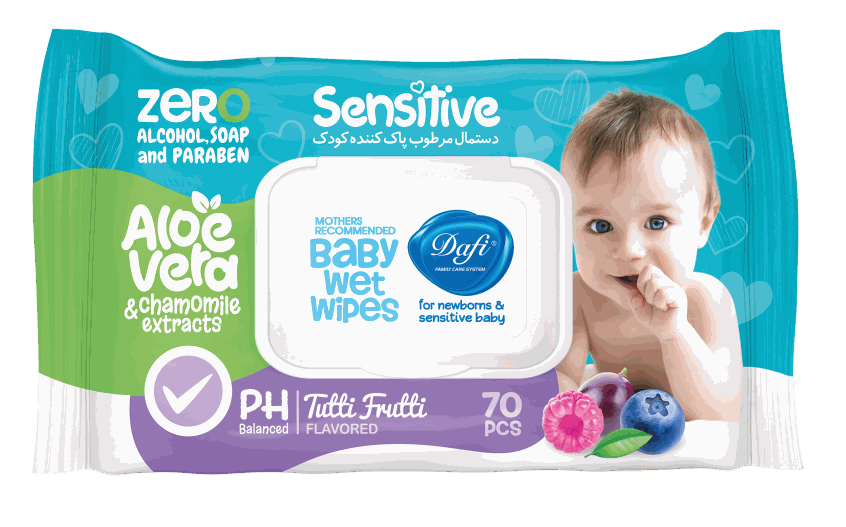 ZERO
ALCOHOL, SOAP
and PARABEN
Sensitive
دستمال مرطوب پاک کننده کودک
Aloe
vera
& chamomile
extracts
MOTHERS
RECOMMENDED
BABY
wet
wipes
Dafi®
FAMILY CARE SYSTEM
for newborns &
sensitive baby
PH
Balanced
Tutti Frutti
FLAVORED
70
PCS